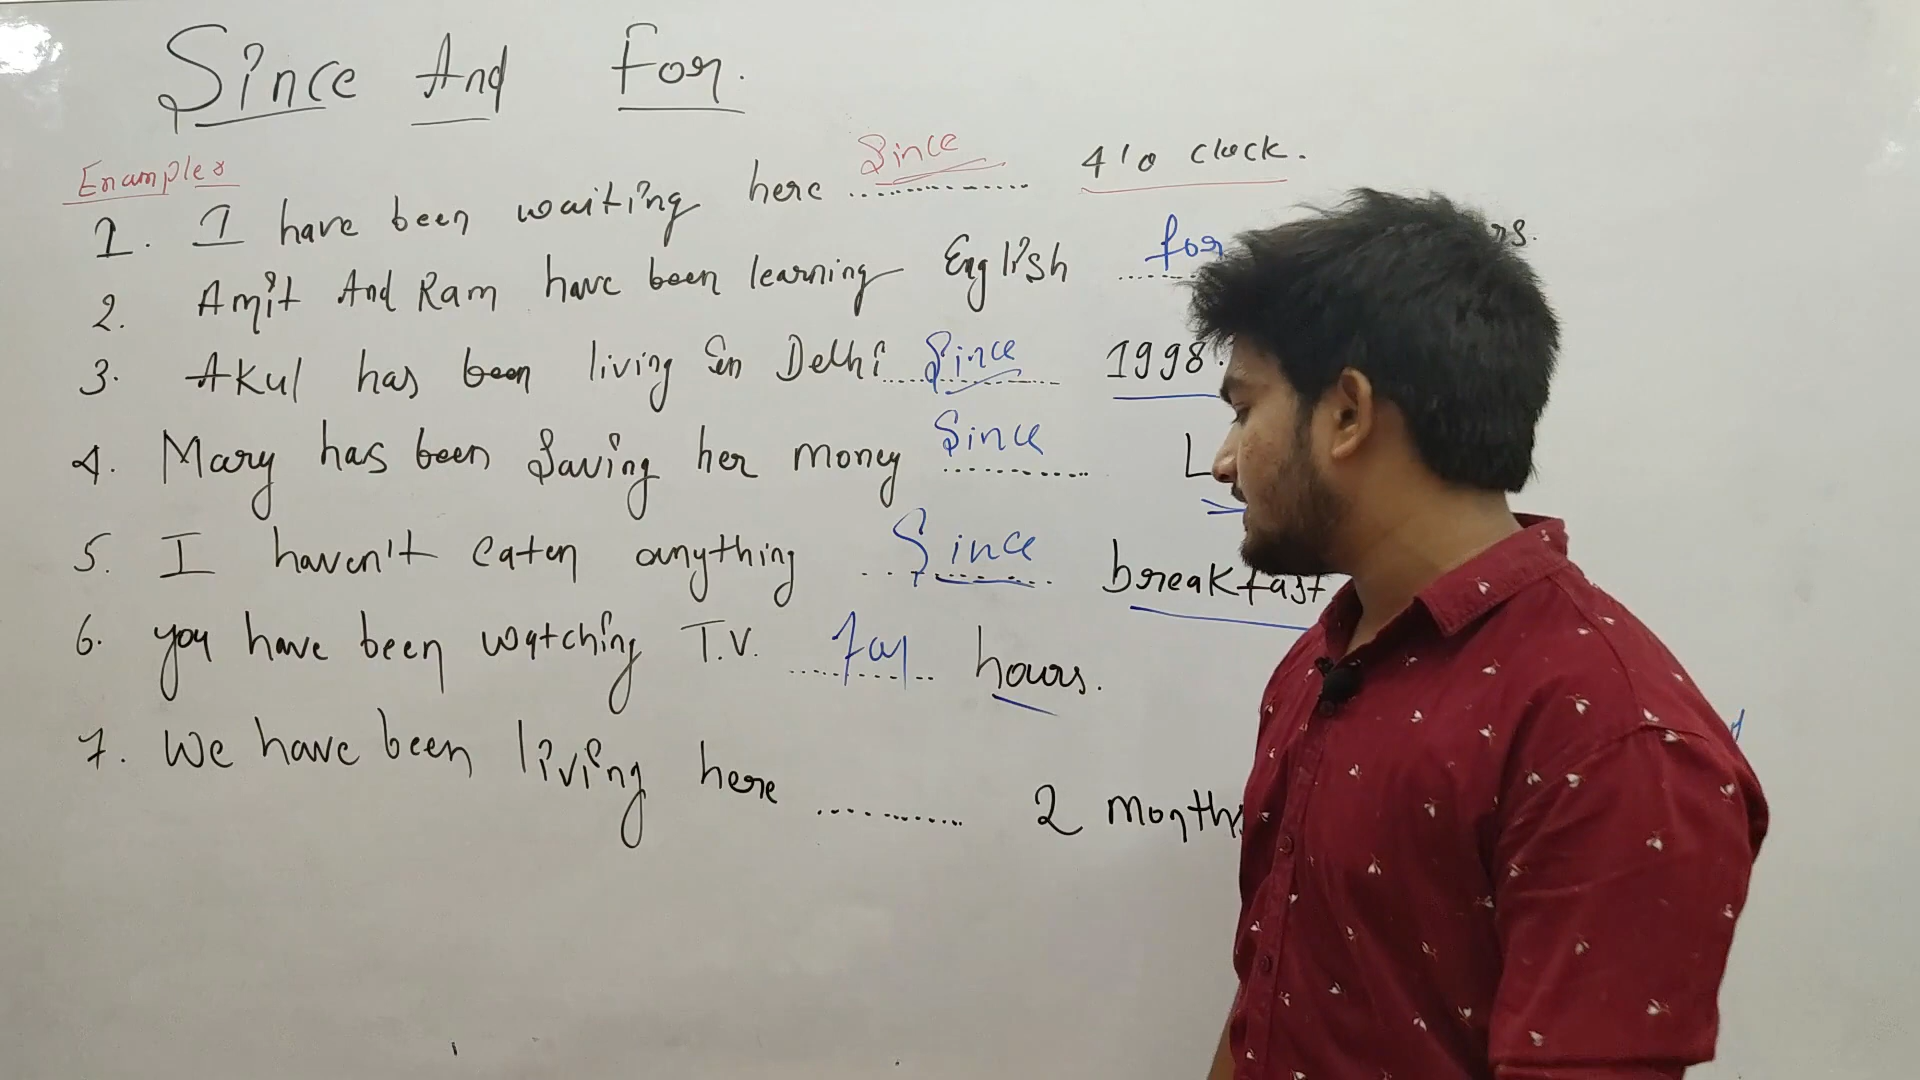 Since And For.
Examples
1. I have been waiting here ..Since.. 4'o clock.
2. Amit And Ram have been learning English ..for
3. Akul has been living in Delhi ..Since.. 1998.
4. Mary has been Saving her money ..Since.. L
5. I haven't eaten anything ..Since.. breakfast
6. you have been watching T.V. ..for.. hours.
7. We have been living here .......... 2 months